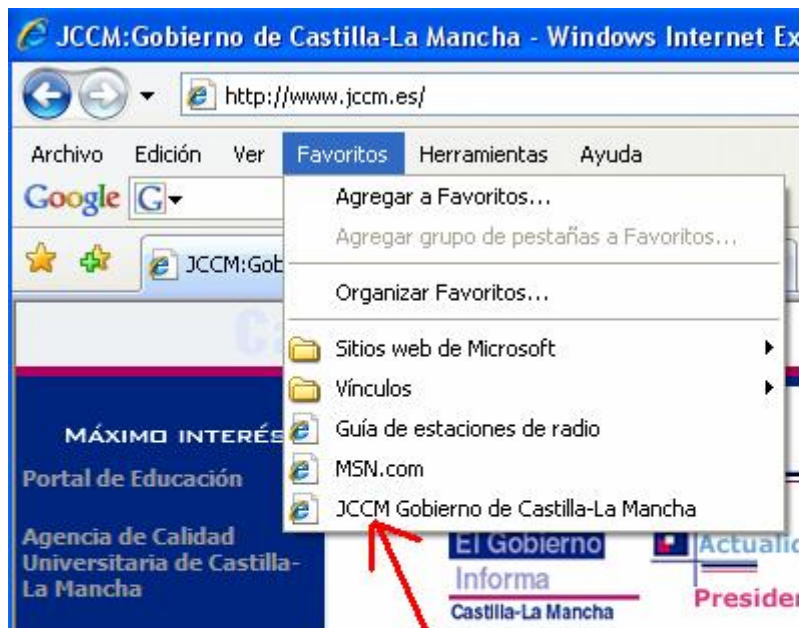 JCCM:Gobierno de Castilla-La Mancha - Windows Internet Ex
http://www.jccm.es/
Archivo Edición Ver Favoritos Herramientas Ayuda
Google G
Agregar a Favoritos...
Agregar grupo de pestañas a Favoritos...
JCCM:Gob
Organizar Favoritos...
Sitios web de Microsoft
Vínculos
Guía de estaciones de radio
MSN.com
JCCM Gobierno de Castilla-La Mancha
MÁXIMO INTERÉS
Portal de Educación
Agencia de Calidad
Universitaria de Castilla-
La Mancha
El Gobierno
Informa
Castilla-La Mancha
Actualid
Presiden